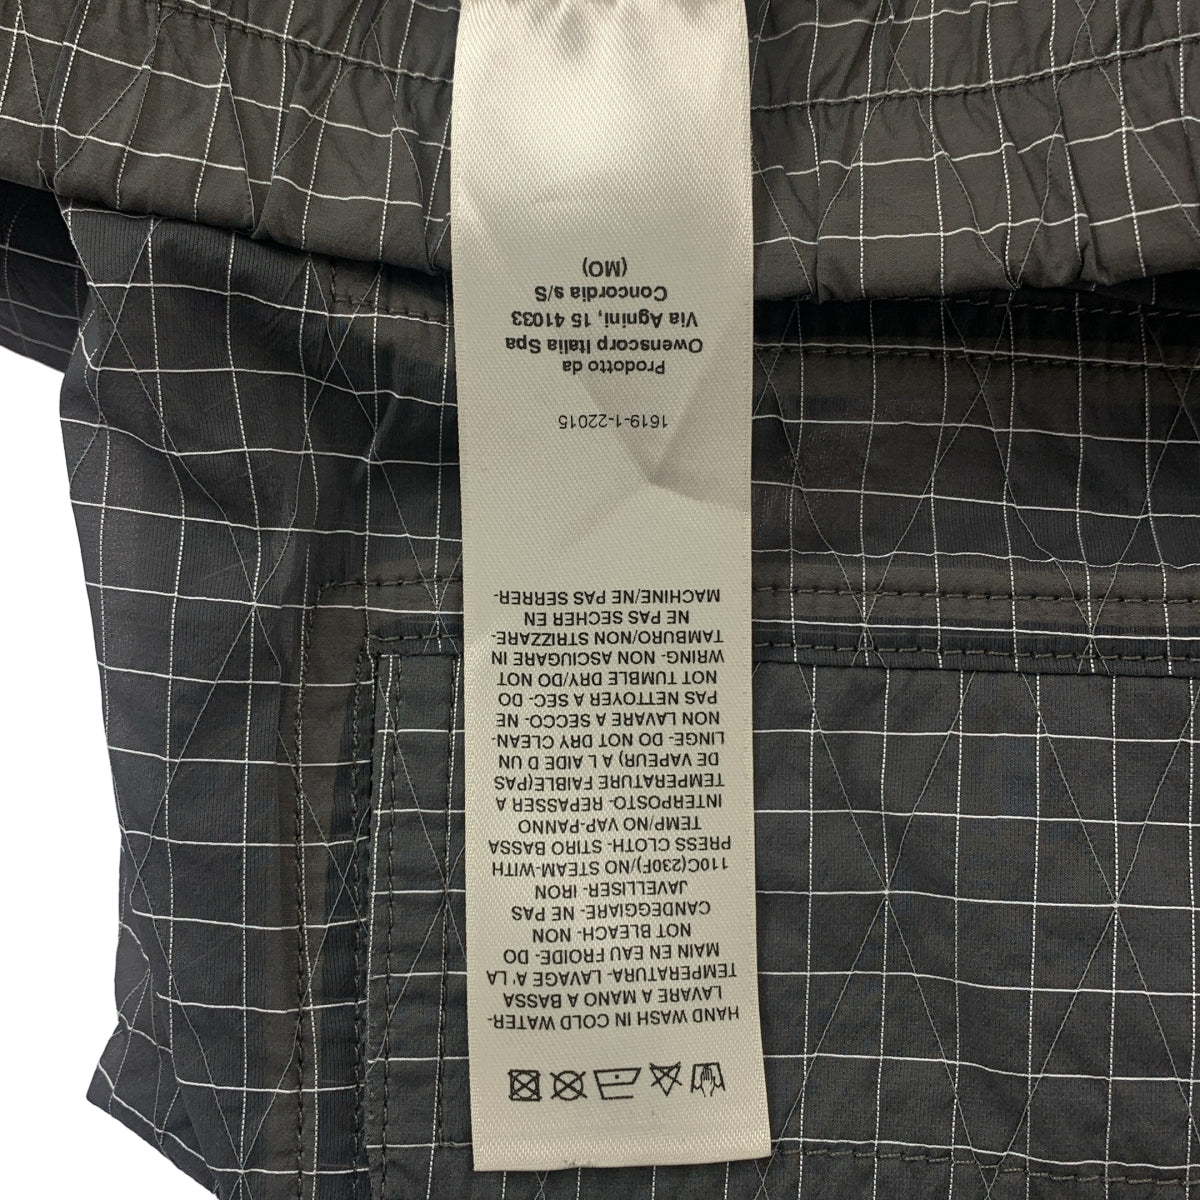 HAND WASH IN COLD WATER-
LAVARE A MANO A BASSA
TEMPERATURA- LAVAGE A' LA
MAIN EN EAU FROIDE- DO
NOT BLEACH- NON
CANDEGGIARE- NE PAS
JAVELLISER- IRON
110C(230F)/NO STEAM-WITH
PRESS CLOTH- STIRO BASSA
TEMP/NO VAP-PANNO
INTERPOSTO- REPASSER A
TEMPERATURE FAIBLE(PAS
DE VAPEUR) A L AIDE D UN
LINGE- DO NOT DRY CLEAN-
NON LAVARE A SECCO- NE
PAS NETTOYER A SEC- DO
NOT TUMBLE DRY/DO NOT
WRING- NON ASCIUGARE IN
TAMBURO/NON STRIZZARE-
NE PAS SECHER EN
MACHINE/NE PAS SERRER-
1619-1-22015
Prodotto da
Owenscorp Italia Spa
Via Agnini, 15 41033
Concordia s/S
(MO)